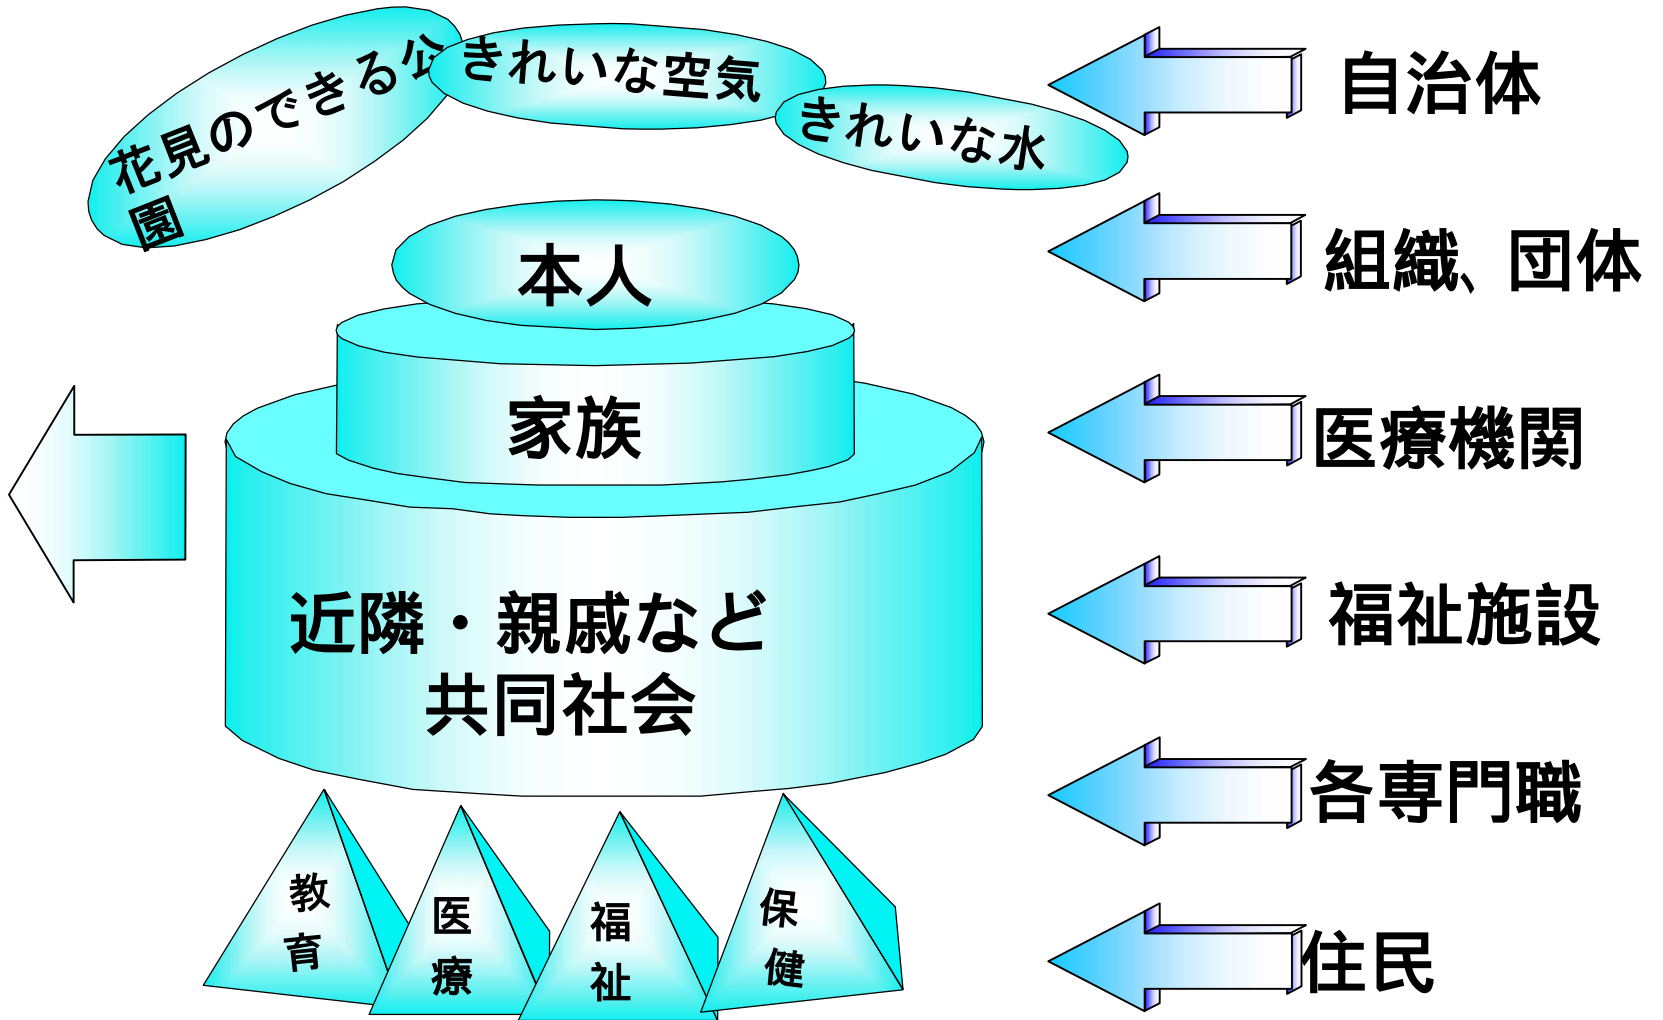 花見のできる公
園
きれいな空気
きれいな水
本人
家族
近隣・親戚など
共同社会
教
育
医
療
福
祉
保
健
自治体
組織、団体
医療機関
福祉施設
各専門職
住民